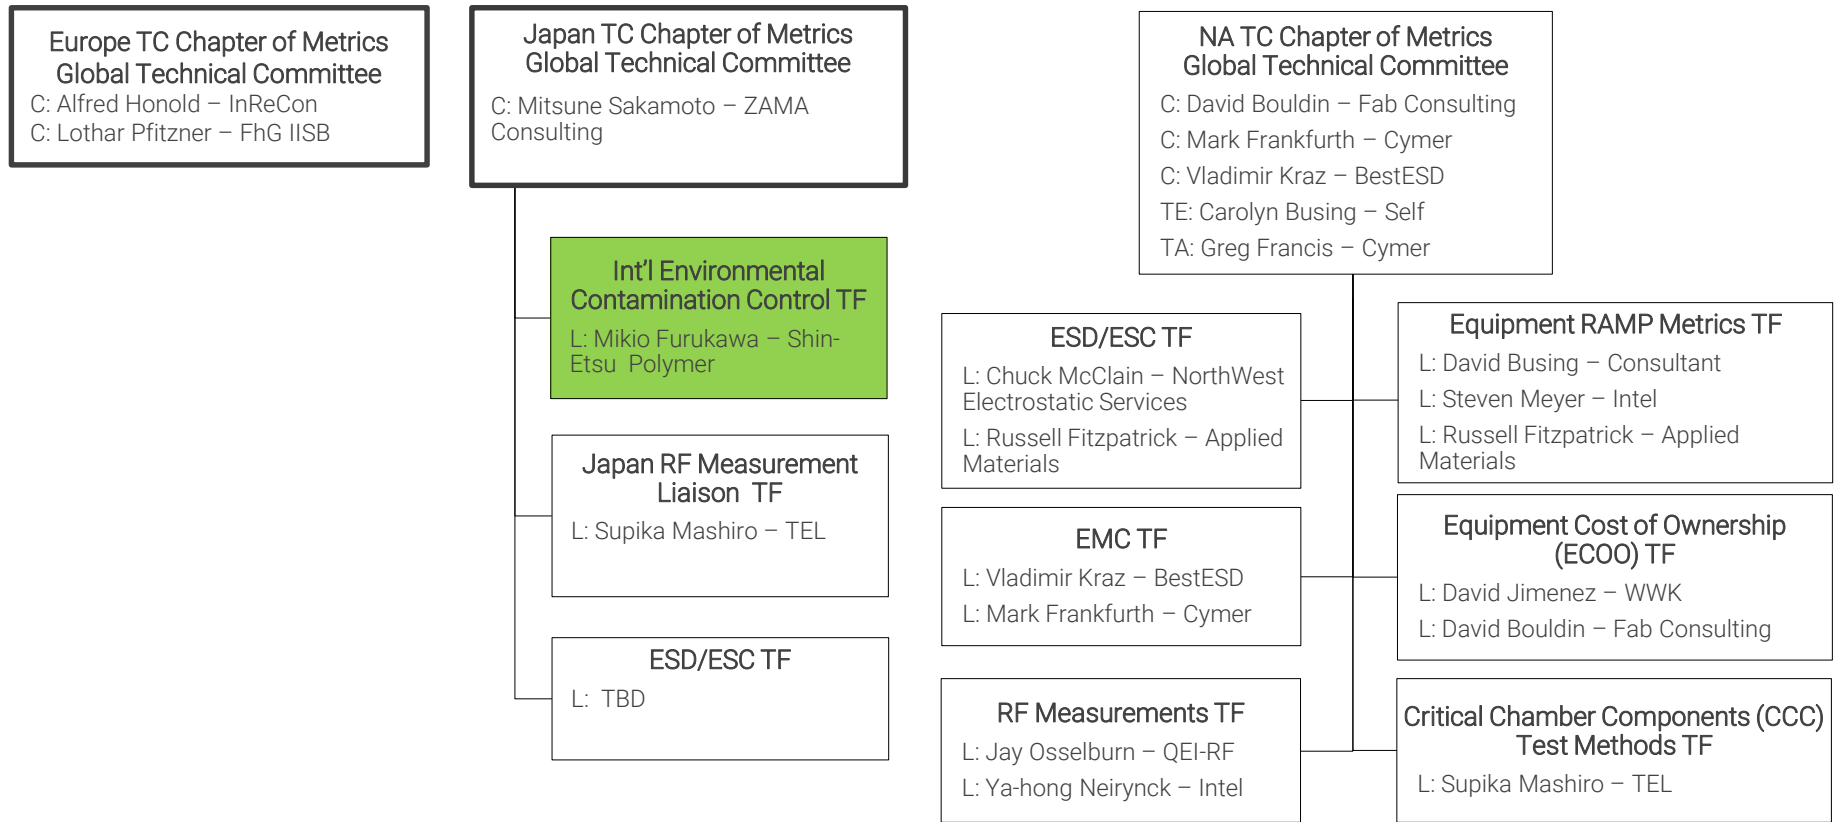 Europe TC Chapter of Metrics
Global Technical Committee
C: Alfred Honold – InReCon
C: Lothar Pfitzner – FhG IISB
Japan TC Chapter of Metrics
Global Technical Committee
C: Mitsune Sakamoto – ZAMA
Consulting
Int'l Environmental
Contamination Control TF
L: Mikio Furukawa – Shin-
Etsu Polymer
Japan RF Measurement
Liaison TF
L: Supika Mashiro – TEL
ESD/ESC TF
L: TBD
NA TC Chapter of Metrics
Global Technical Committee
C: David Bouldin – Fab Consulting
C: Mark Frankfurth – Cymer
C: Vladimir Kraz – BestESD
TE: Carolyn Busing – Self
TA: Greg Francis – Cymer
ESD/ESC TF
L: Chuck McClain – NorthWest
Electrostatic Services
L: Russell Fitzpatrick – Applied
Materials
EMC TF
L: Vladimir Kraz – BestESD
L: Mark Frankfurth – Cymer
RF Measurements TF
L: Jay Osselburn – QEI-RF
L: Ya-hong Neirynck – Intel
Equipment RAMP Metrics TF
L: David Busing – Consultant
L: Steven Meyer – Intel
L: Russell Fitzpatrick – Applied
Materials
Equipment Cost of Ownership
(ECOO) TF
L: David Jimenez – WWK
L: David Bouldin – Fab Consulting
Critical Chamber Components (CCC)
Test Methods TF
L: Supika Mashiro – TEL